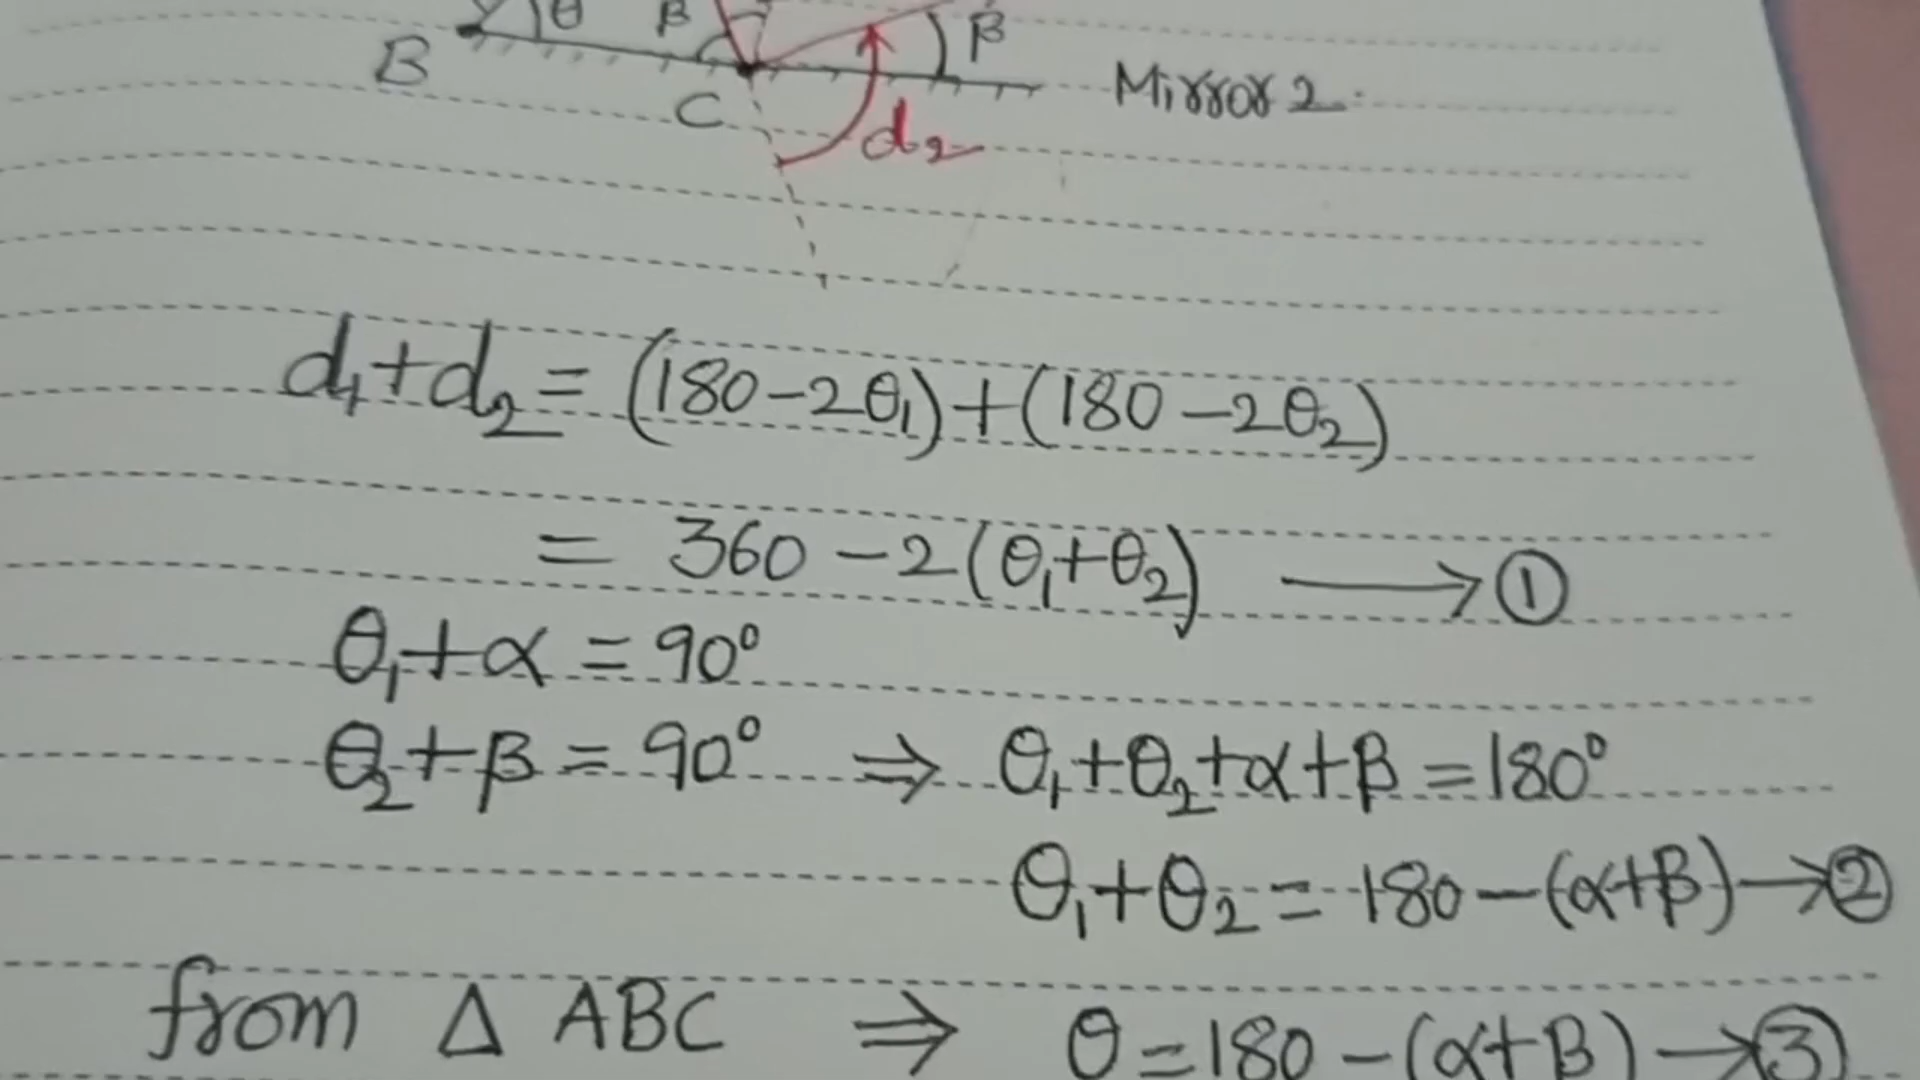 θ β β
B
C
Mirror 2
d₂
d₁+d₂ = (180-2θ₁)+(180-2θ₂)
= 360-2(θ₁+θ₂) → ①
θ₁+α = 90°
θ₂+β = 90° ⇒ θ₁+θ₂+α+β = 180°
θ₁+θ₂ = 180-(α+β) → ②
from Δ ABC ⇒ θ = 180-(α+β) → ③